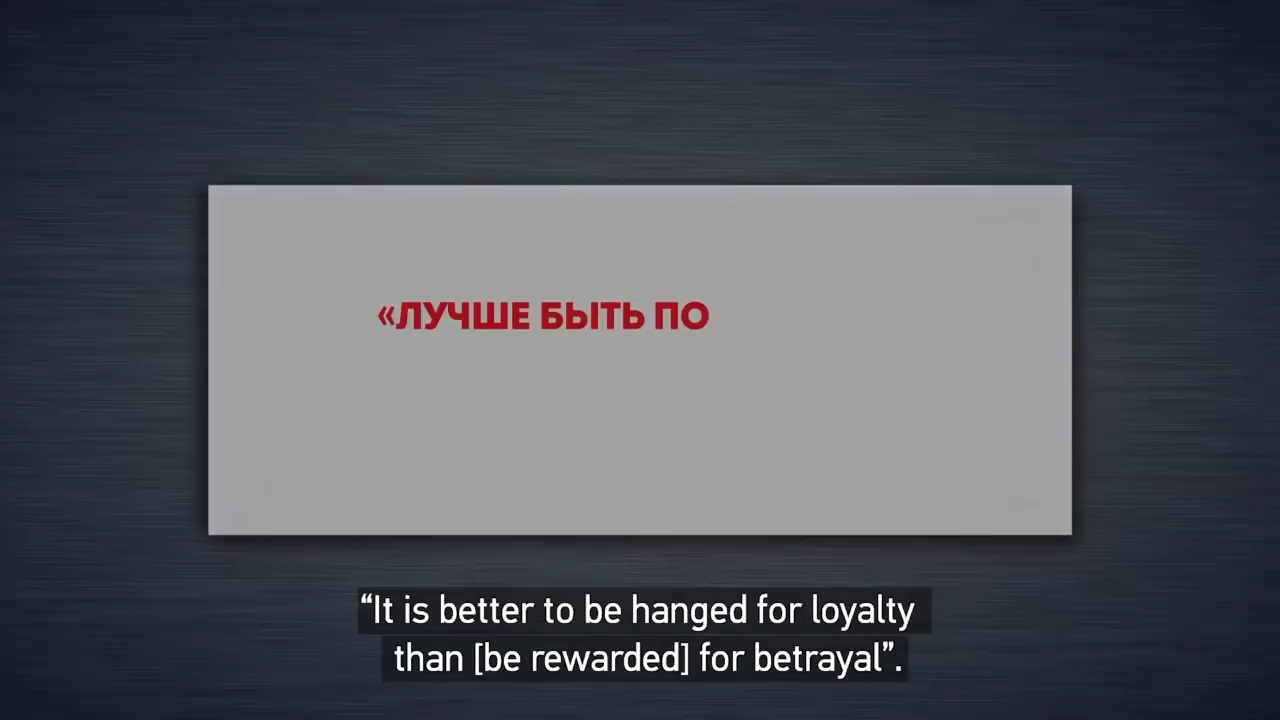 «ЛУЧШЕ БЫТЬ ПО
“It is better to be hanged for loyalty
than [be rewarded] for betrayal”.